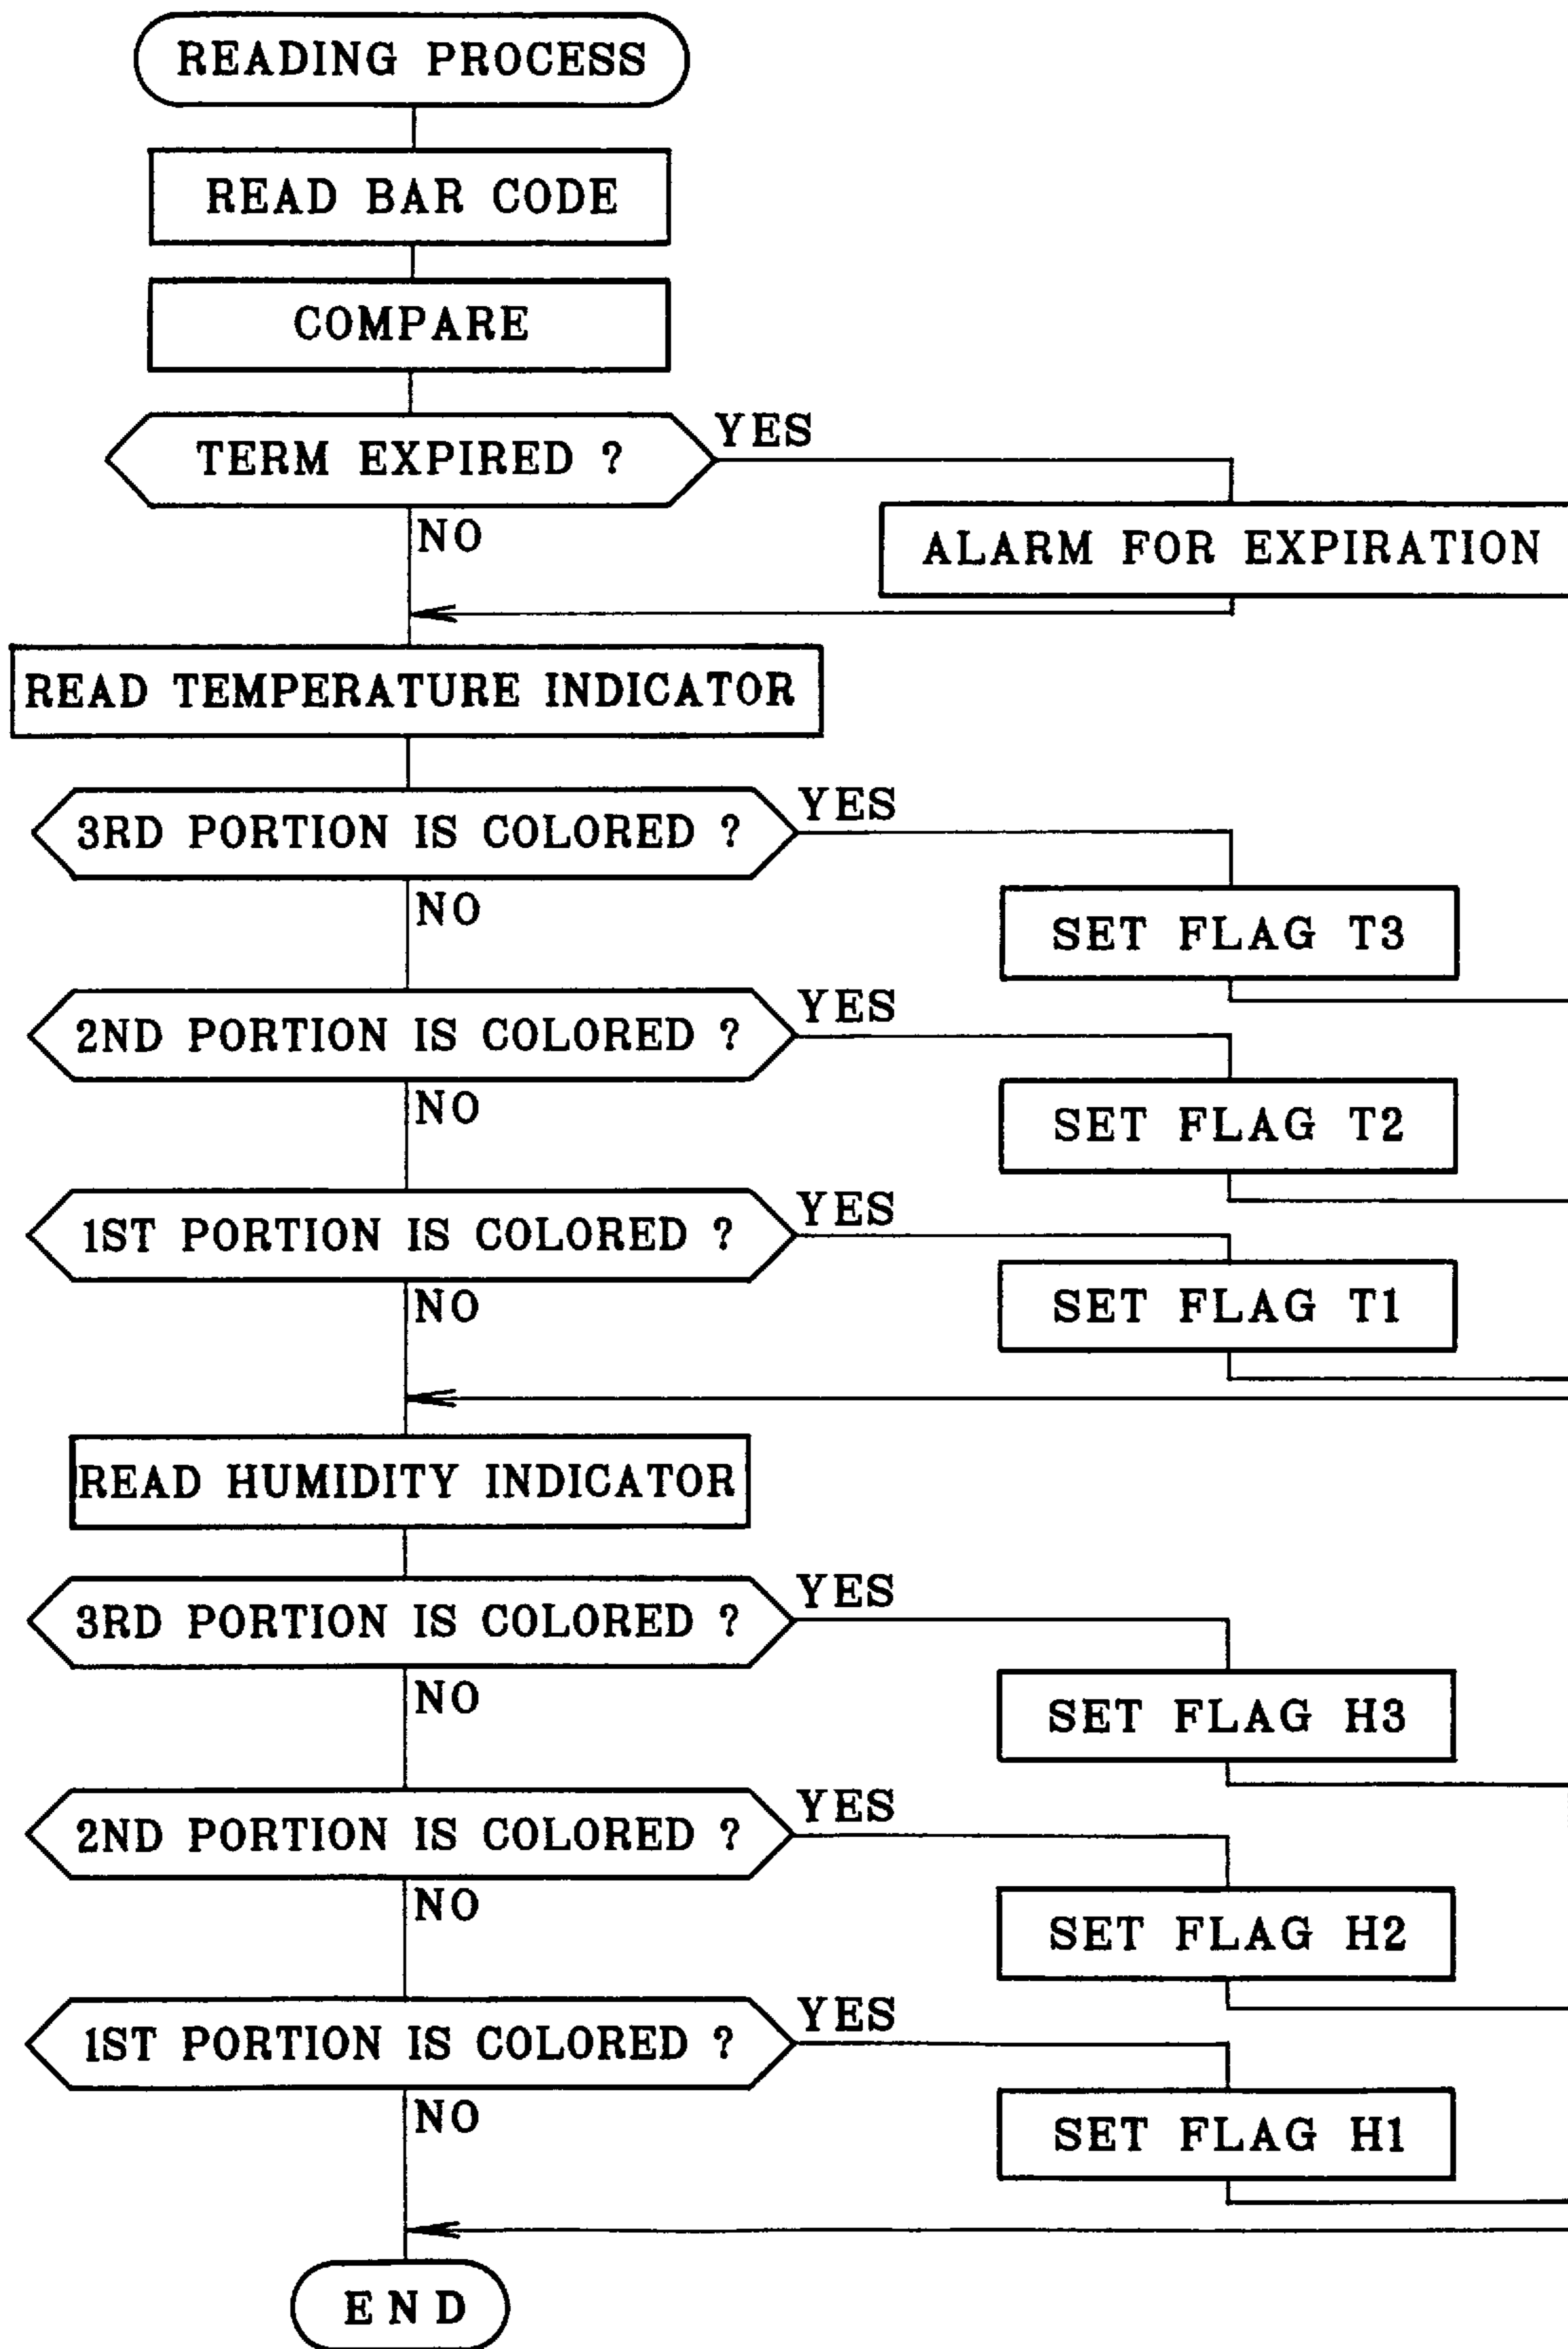 READING PROCESS
READ BAR CODE
COMPARE
TERM EXPIRED ?
YES
NO
ALARM FOR EXPIRATION
READ TEMPERATURE INDICATOR
3RD PORTION IS COLORED ?
YES
NO
SET FLAG T3
2ND PORTION IS COLORED ?
YES
NO
SET FLAG T2
1ST PORTION IS COLORED ?
YES
NO
SET FLAG T1
READ HUMIDITY INDICATOR
3RD PORTION IS COLORED ?
YES
NO
SET FLAG H3
2ND PORTION IS COLORED ?
YES
NO
SET FLAG H2
1ST PORTION IS COLORED ?
YES
NO
SET FLAG H1
END